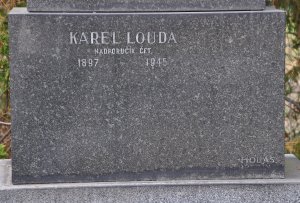 KAREL LOUDA
NADPORUČÍK ČET.
1897 - 1945
HOLAS